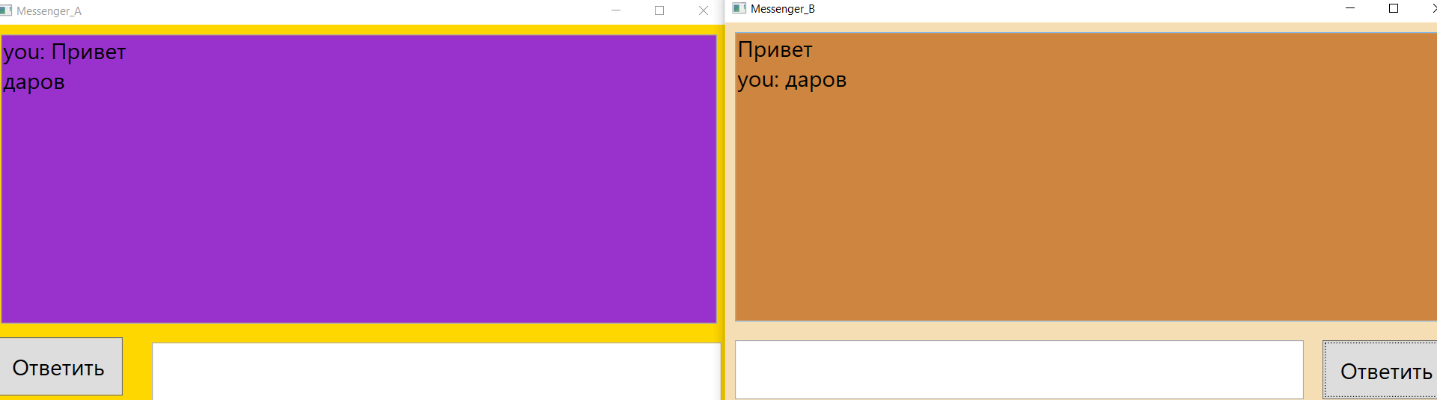 Messenger_A
you: Привет
даров
Ответить
Messenger_B
Привет
you: даров
Ответить